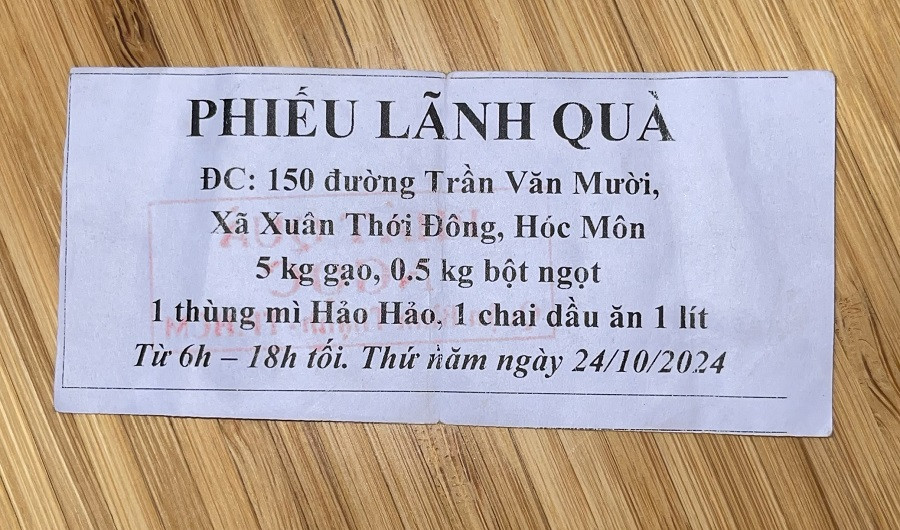 PHIẾU LÃNH QUÀ
ĐC: 150 đường Trần Văn Mười,
Xã Xuân Thới Đông, Hóc Môn
5 kg gạo, 0.5 kg bột ngọt
1 thùng mì Hảo Hảo, 1 chai dầu ăn 1 lít
Từ 6h – 18h tối. Thứ năm ngày 24/10/2024